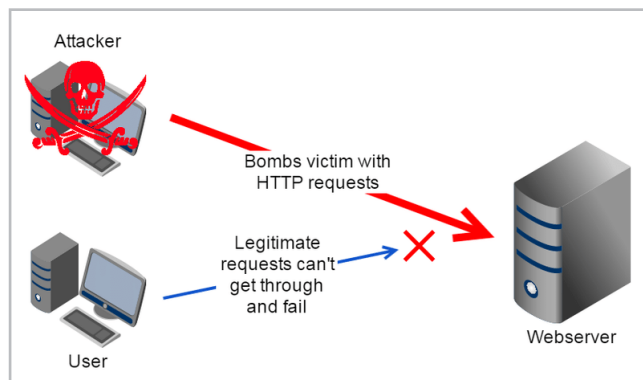 Attacker
Bombs victim with
HTTP requests
Legitimate
requests can't
get through
and fail
User
Webserver